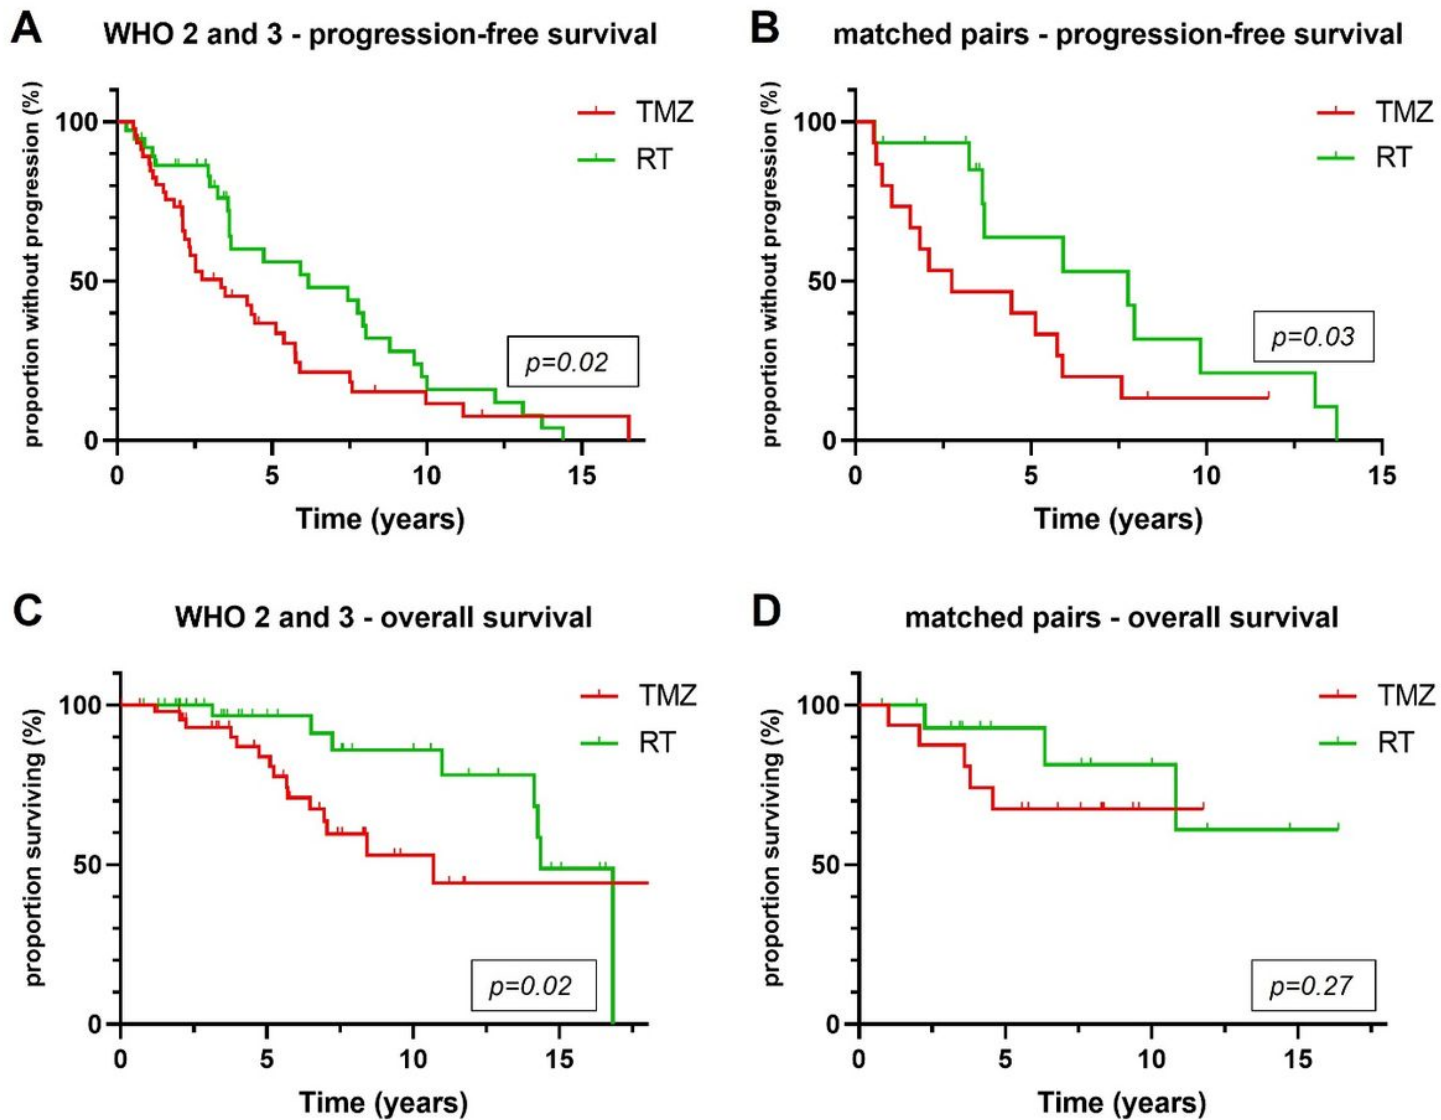 A WHO 2 and 3 - progression-free survival
proportion without progression (%)
100
50
0
0 5 10 15
Time (years)
TMZ
RT
p=0.02
B matched pairs - progression-free survival
proportion without progression (%)
100
50
0
0 5 10 15
Time (years)
TMZ
RT
p=0.03
C WHO 2 and 3 - overall survival
proportion surviving (%)
100
50
0
0 5 10 15
Time (years)
TMZ
RT
p=0.02
D matched pairs - overall survival
proportion surviving (%)
100
50
0
0 5 10 15
Time (years)
TMZ
RT
p=0.27